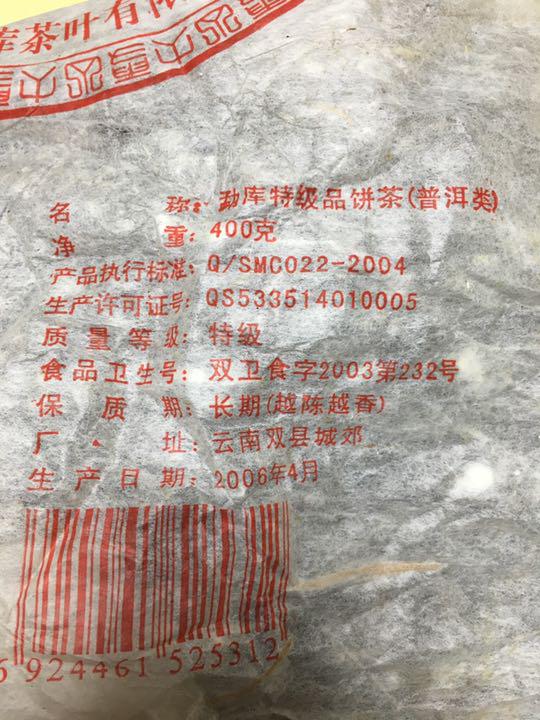 库茶叶有限
名 称：勐库特级品饼茶(普洱类)
净 重：400克
产品执行标准：Q/SMC022-2004
生产许可证号：QS533514010005
质量等级：特级
食品卫生号：双卫食字2003第232号
保质期：长期(越陈越香)
厂·址：云南双县城郊
生产日期：2006年4月
6 924461 525312